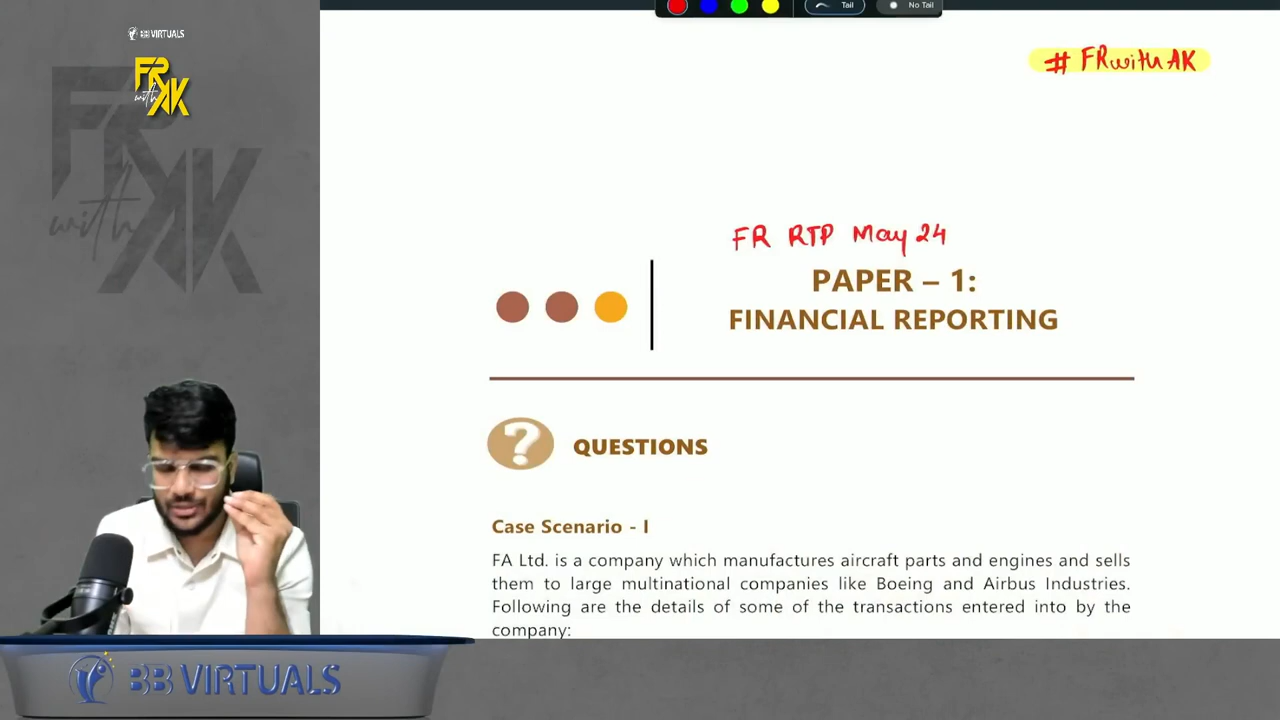 Tail
No Tail
BB VIRTUALS
FR
with
AK
# FRwithAK
FR
with
AK
FR RTP May 24
PAPER – 1:
FINANCIAL REPORTING
?
QUESTIONS
Case Scenario - I
FA Ltd. is a company which manufactures aircraft parts and engines and sells
them to large multinational companies like Boeing and Airbus Industries.
Following are the details of some of the transactions entered into by the
company:
BB VIRTUALS